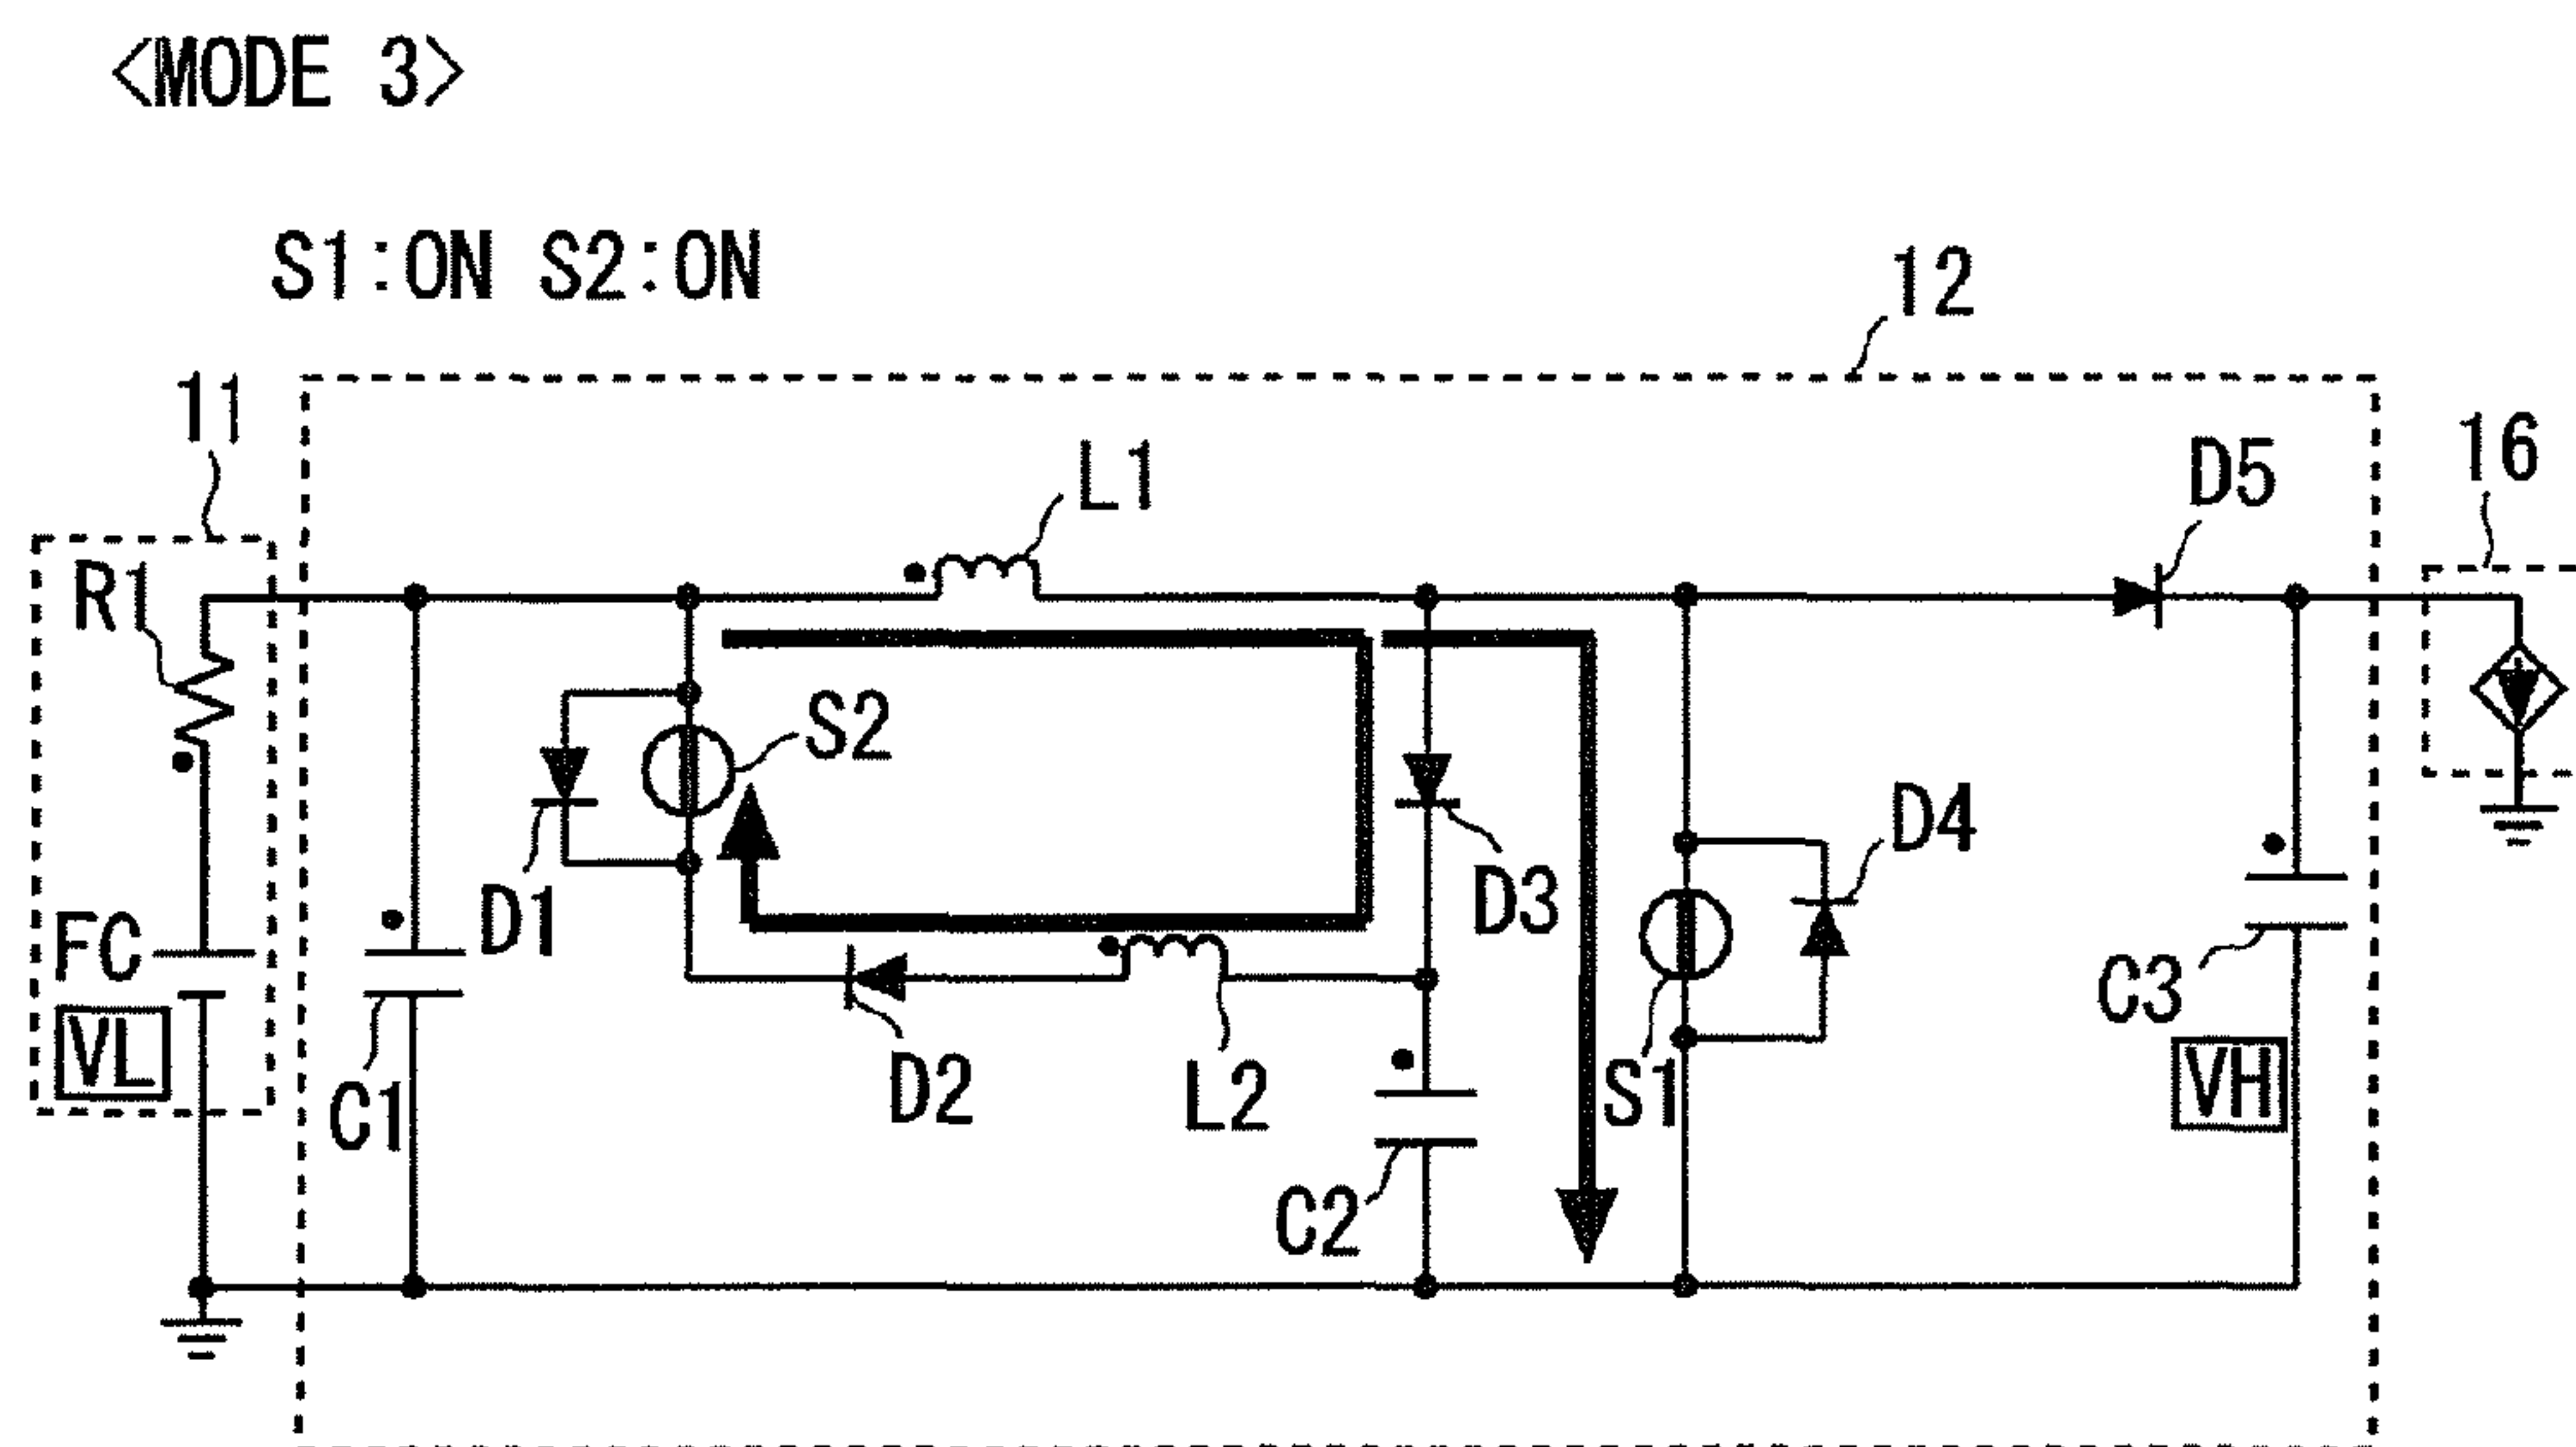 <MODE 3>
S1:ON S2:ON
12
11
16
L1
D5
R1
S2
D4
D3
D1
FC
C3
VL
D2
L2
S1
VH
C1
C2